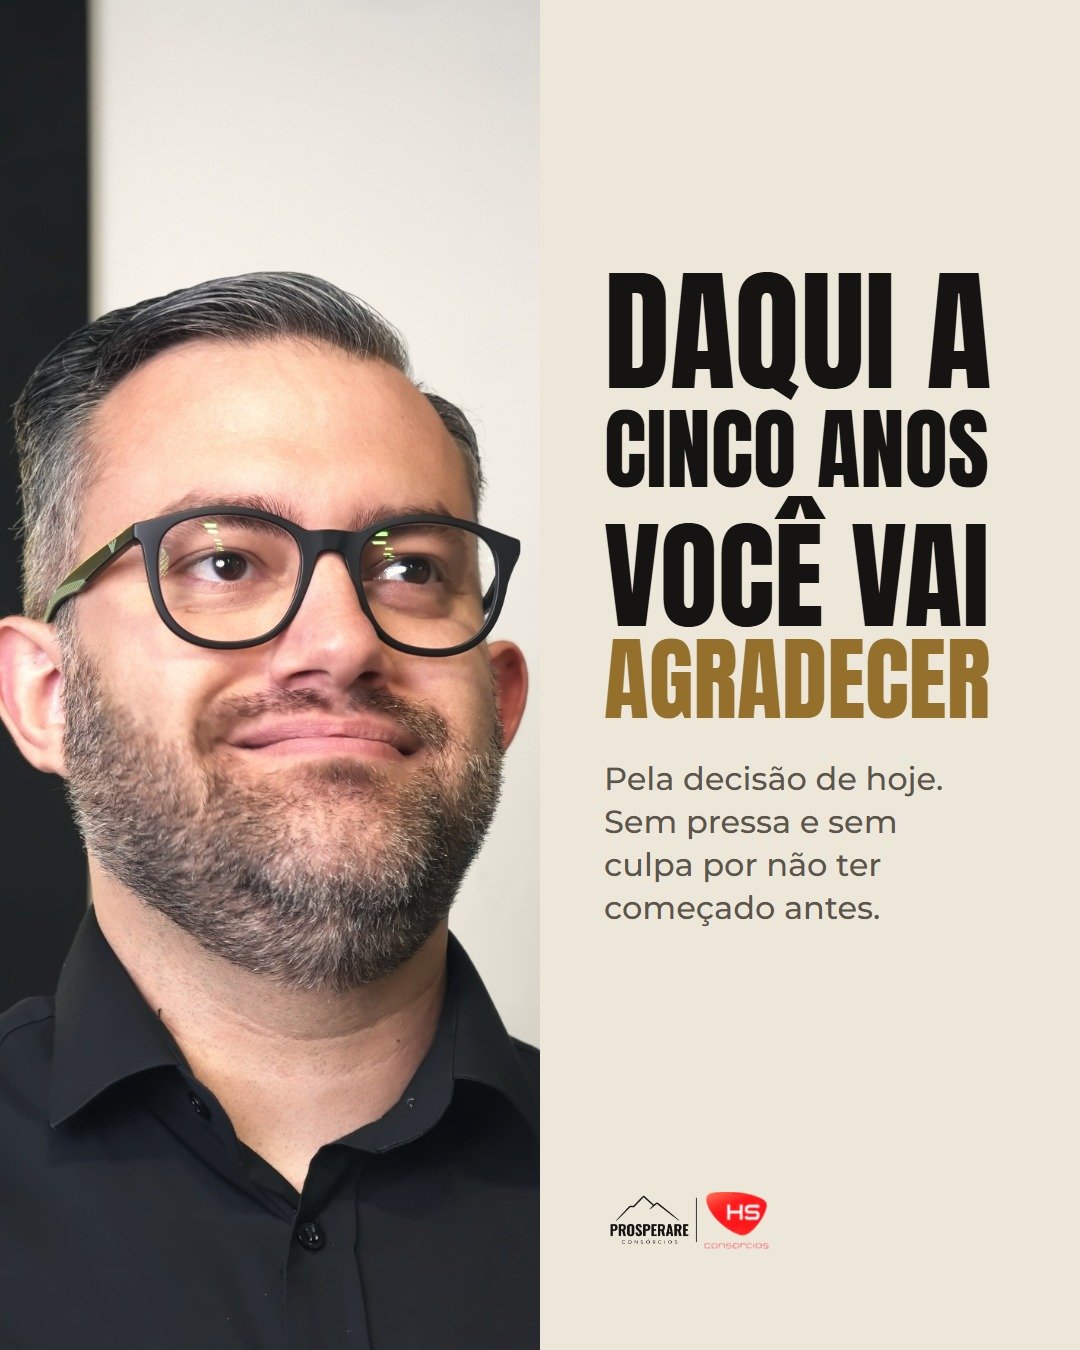 DAQUI A
CINCO ANOS
VOCÊ VAI
AGRADECER
Pela decisão de hoje.
Sem pressa e sem
culpa por não ter
começado antes.
PROSPERARE
CONSÓRCIOS
HS
consorcios